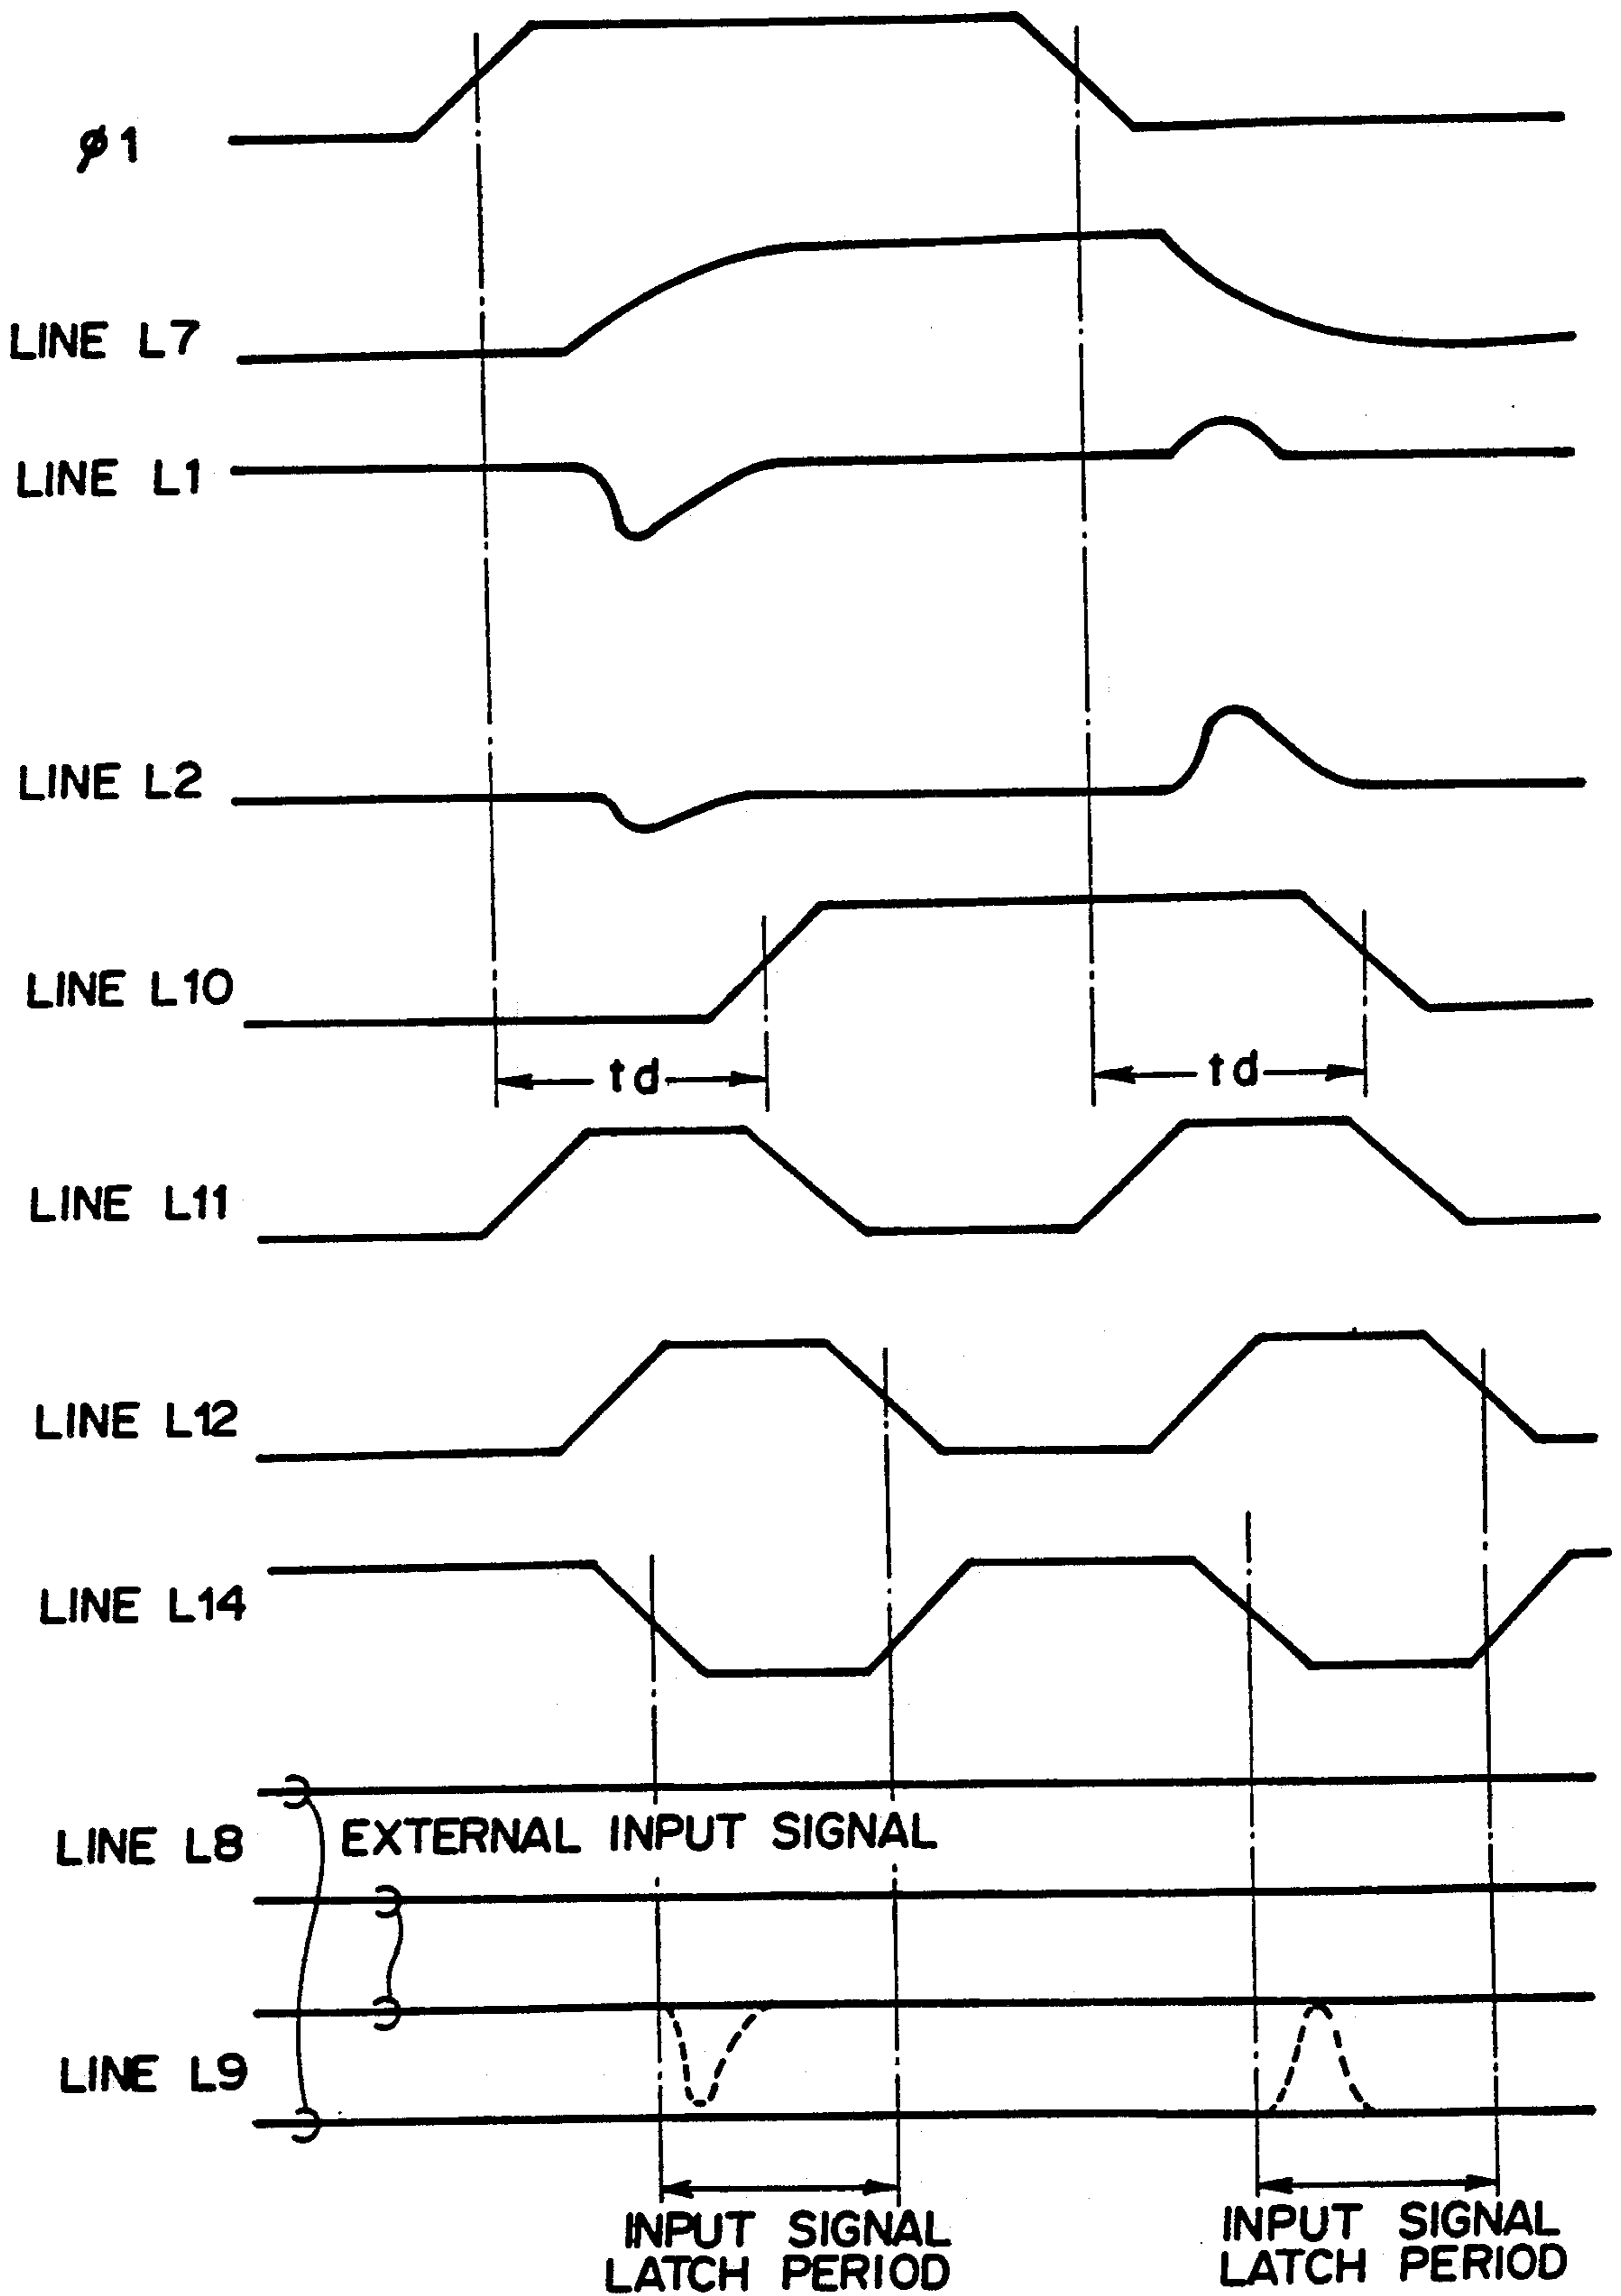 ø1
LINE L7
LINE L1
LINE L2
LINE L10
td td
LINE L11
LINE L12
LINE L14
LINE L8
EXTERNAL INPUT SIGNAL
LINE L9
INPUT SIGNAL
LATCH PERIOD
INPUT SIGNAL
LATCH PERIOD